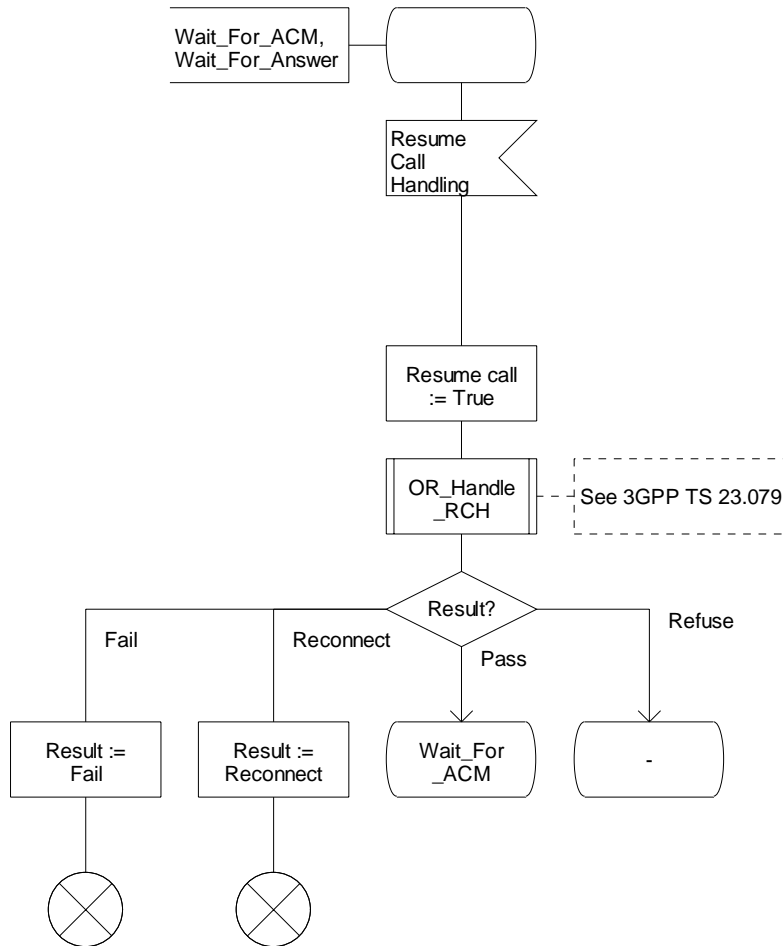 Wait_For_ACM,
Wait_For_Answer
Resume
Call
Handling
Resume call
:= True
OR_Handle
_RCH
See 3GPP TS 23.079
Result?
Fail
Reconnect
Pass
Refuse
Result :=
Fail
Result :=
Reconnect
Wait_For
_ACM
-